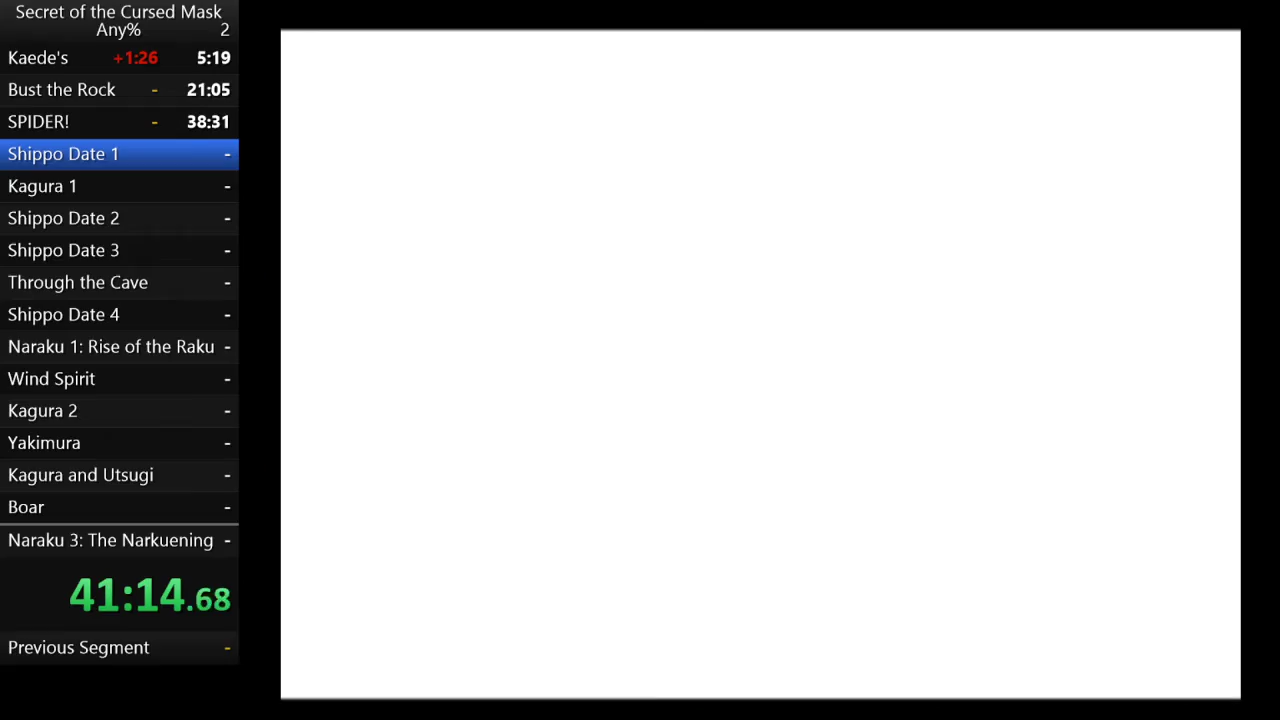 Secret of the Cursed Mask
Any% 2
Kaede's +1:26 5:19
Bust the Rock - 21:05
SPIDER! - 38:31
Shippo Date 1 -
Kagura 1 -
Shippo Date 2 -
Shippo Date 3 -
Through the Cave -
Shippo Date 4 -
Naraku 1: Rise of the Raku -
Wind Spirit -
Kagura 2 -
Yakimura -
Kagura and Utsugi -
Boar -
Naraku 3: The Narkuening -
41:14.68
Previous Segment -